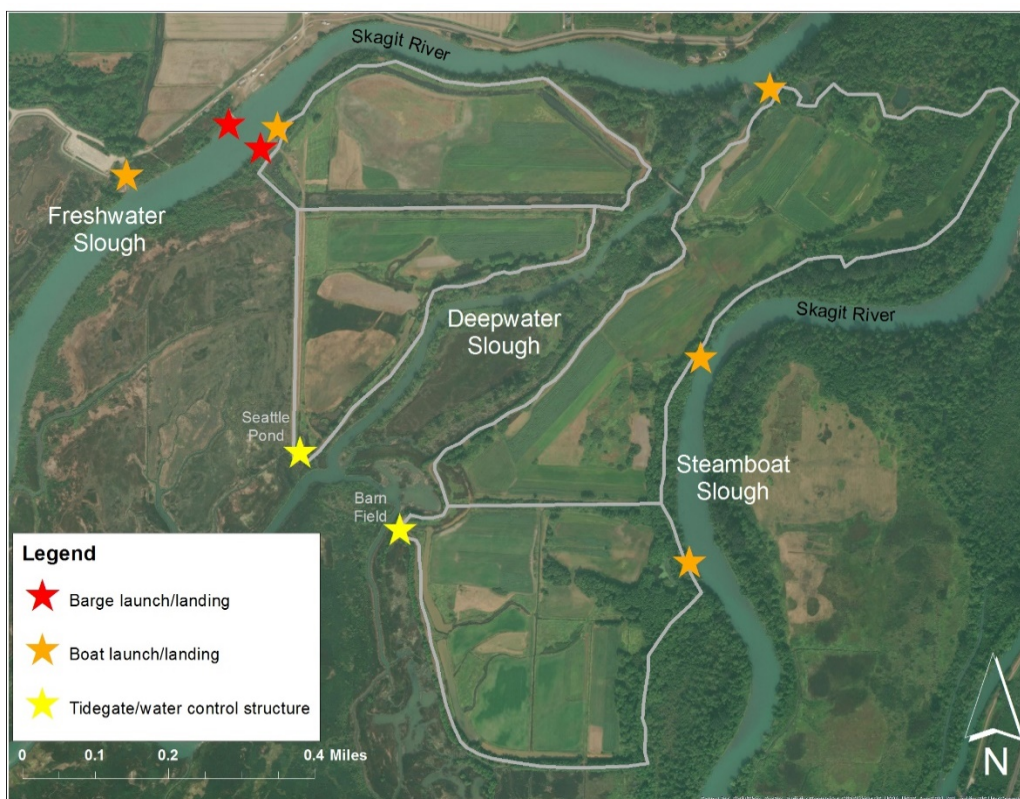 Skagit River
Freshwater
Slough
Deepwater
Slough
Skagit River
Seattle
Pond
Steamboat
Slough
Barn
Field
Legend
Barge launch/landing
Boat launch/landing
Tidegate/water control structure
0 0.1 0.2 0.4 Miles
N